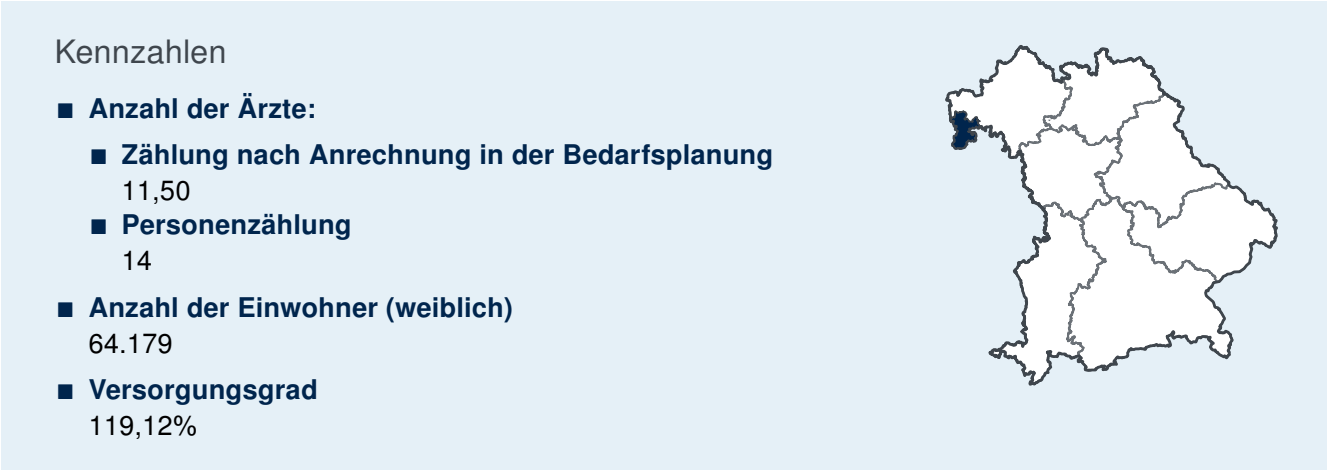 Kennzahlen
■ Anzahl der Ärzte:
■ Zählung nach Anrechnung in der Bedarfsplanung
11,50
■ Personenzählung
14
■ Anzahl der Einwohner (weiblich)
64.179
■ Versorgungsgrad
119,12%